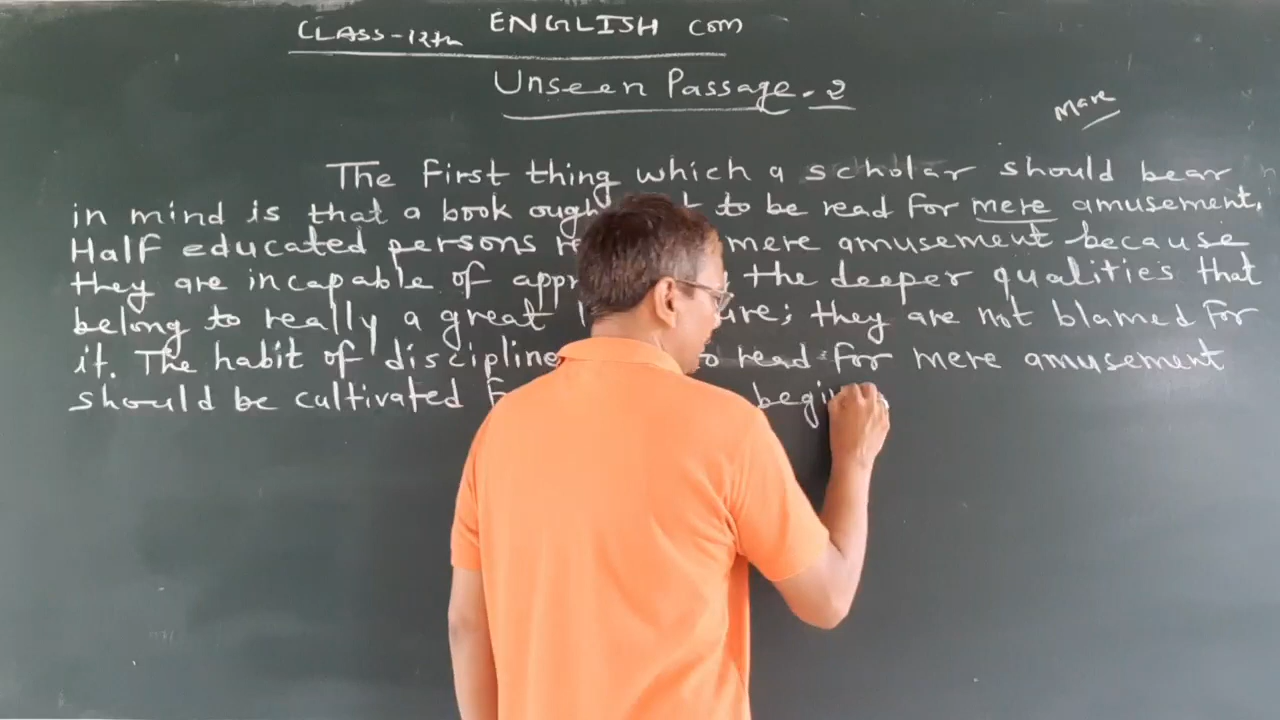 CLASS-12th ENGLISH COM
Unseen Passage. 2
Mare
The first thing which a scholar should bear
in mind is that a book to be read for mere amusement.
Half educated persons mere amusement because
they are incapable of the deeper qualities that
belong to really a great they are not blamed for
it. The habit of discipline read for mere amusement
should be cultivated